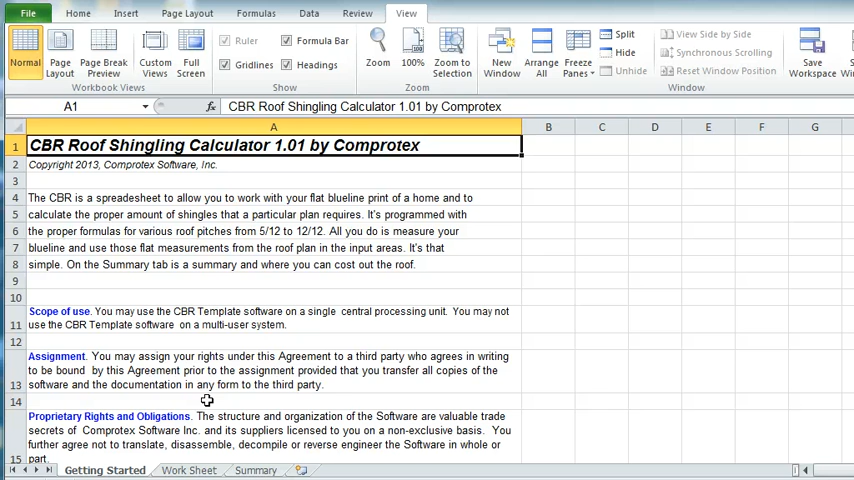 File Home Insert Page Layout Formulas Data Review View
Normal Page Layout Page Break Preview Custom Views Full Screen
Ruler Formula Bar
Gridlines Headings
Zoom 100% Zoom to Selection
New Window Arrange All Freeze Panes
Split
Hide
Unhide
View Side by Side
Synchronous Scrolling
Reset Window Position
Save Workspace
Workbook Views Show Zoom Window
A1 fx CBR Roof Shingling Calculator 1.01 by Comprotex
A B C D E F G
1 CBR Roof Shingling Calculator 1.01 by Comprotex
2 Copyright 2013, Comprotex Software, Inc.
3
4 The CBR is a spreadesheet to allow you to work with your flat blueline print of a home and to
5 calculate the proper amount of shingles that a particular plan requires. It's programmed with
6 the proper formulas for various roof pitches from 5/12 to 12/12. All you do is measure your
7 blueline and use those flat measurements from the roof plan in the input areas. It's that
8 simple. On the Summary tab is a summary and where you can cost out the roof.
9
10
Scope of use. You may use the CBR Template software on a single central processing unit. You may not
11 use the CBR Template software on a multi-user system.
12
Assignment. You may assign your rights under this Agreement to a third party who agrees in writing
to be bound by this Agreement prior to the assignment provided that you transfer all copies of the
13 software and the documentation in any form to the third party.
14
Proprietary Rights and Obligations. The structure and organization of the Software are valuable trade
secrets of Comprotex Software Inc. and its suppliers licensed to you on a non-exclusive basis. You
further agree not to translate, disassemble, decompile or reverse engineer the Software in whole or
15 part.
Getting Started Work Sheet Summary